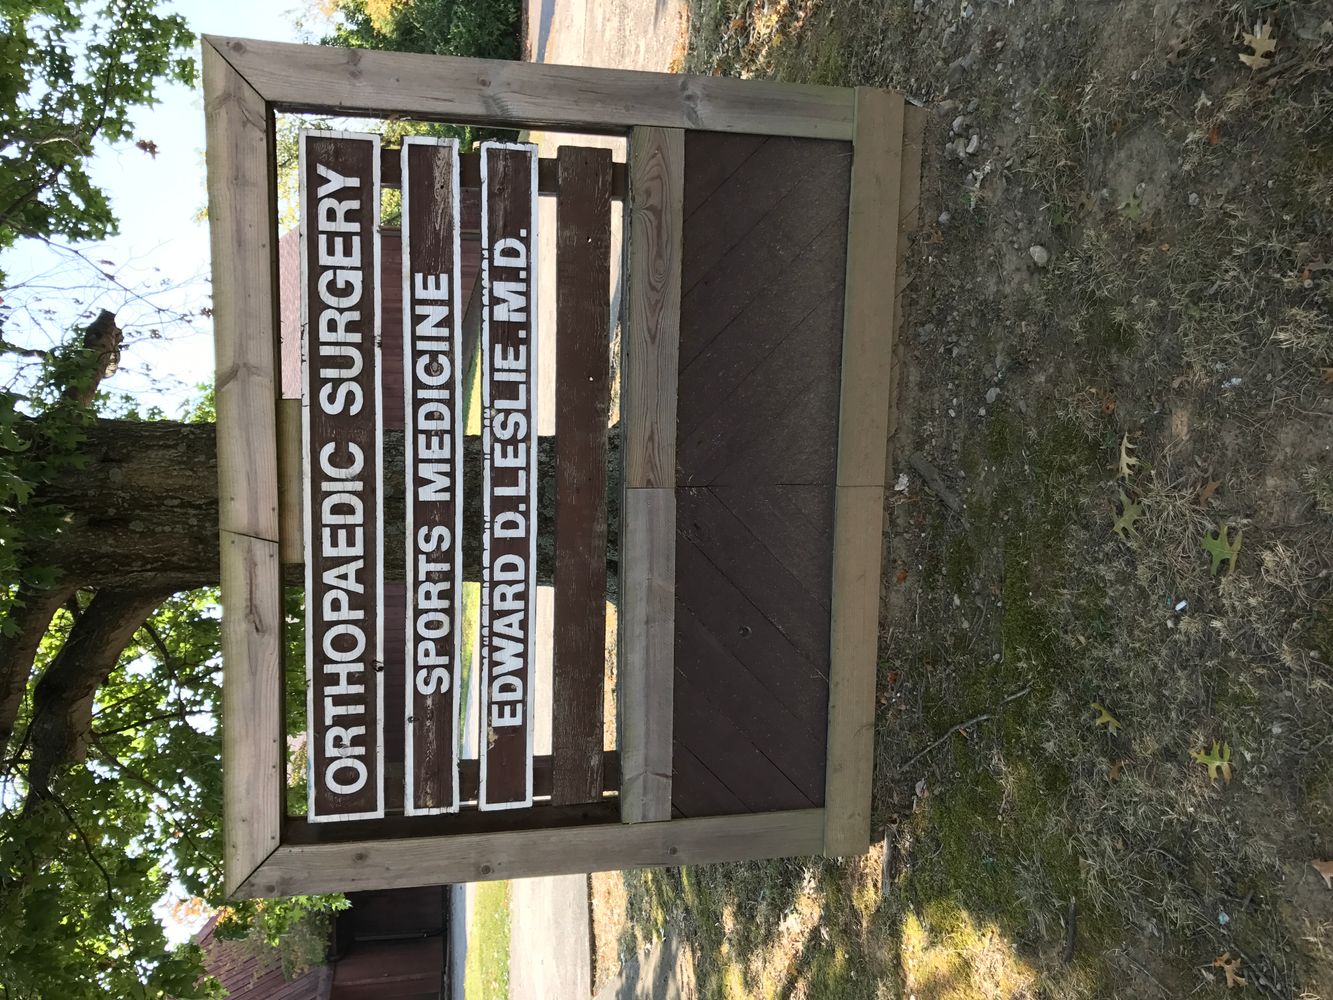 ORTHOPAEDIC SURGERY
SPORTS MEDICINE
EDWARD D.LESLIE.M.D.